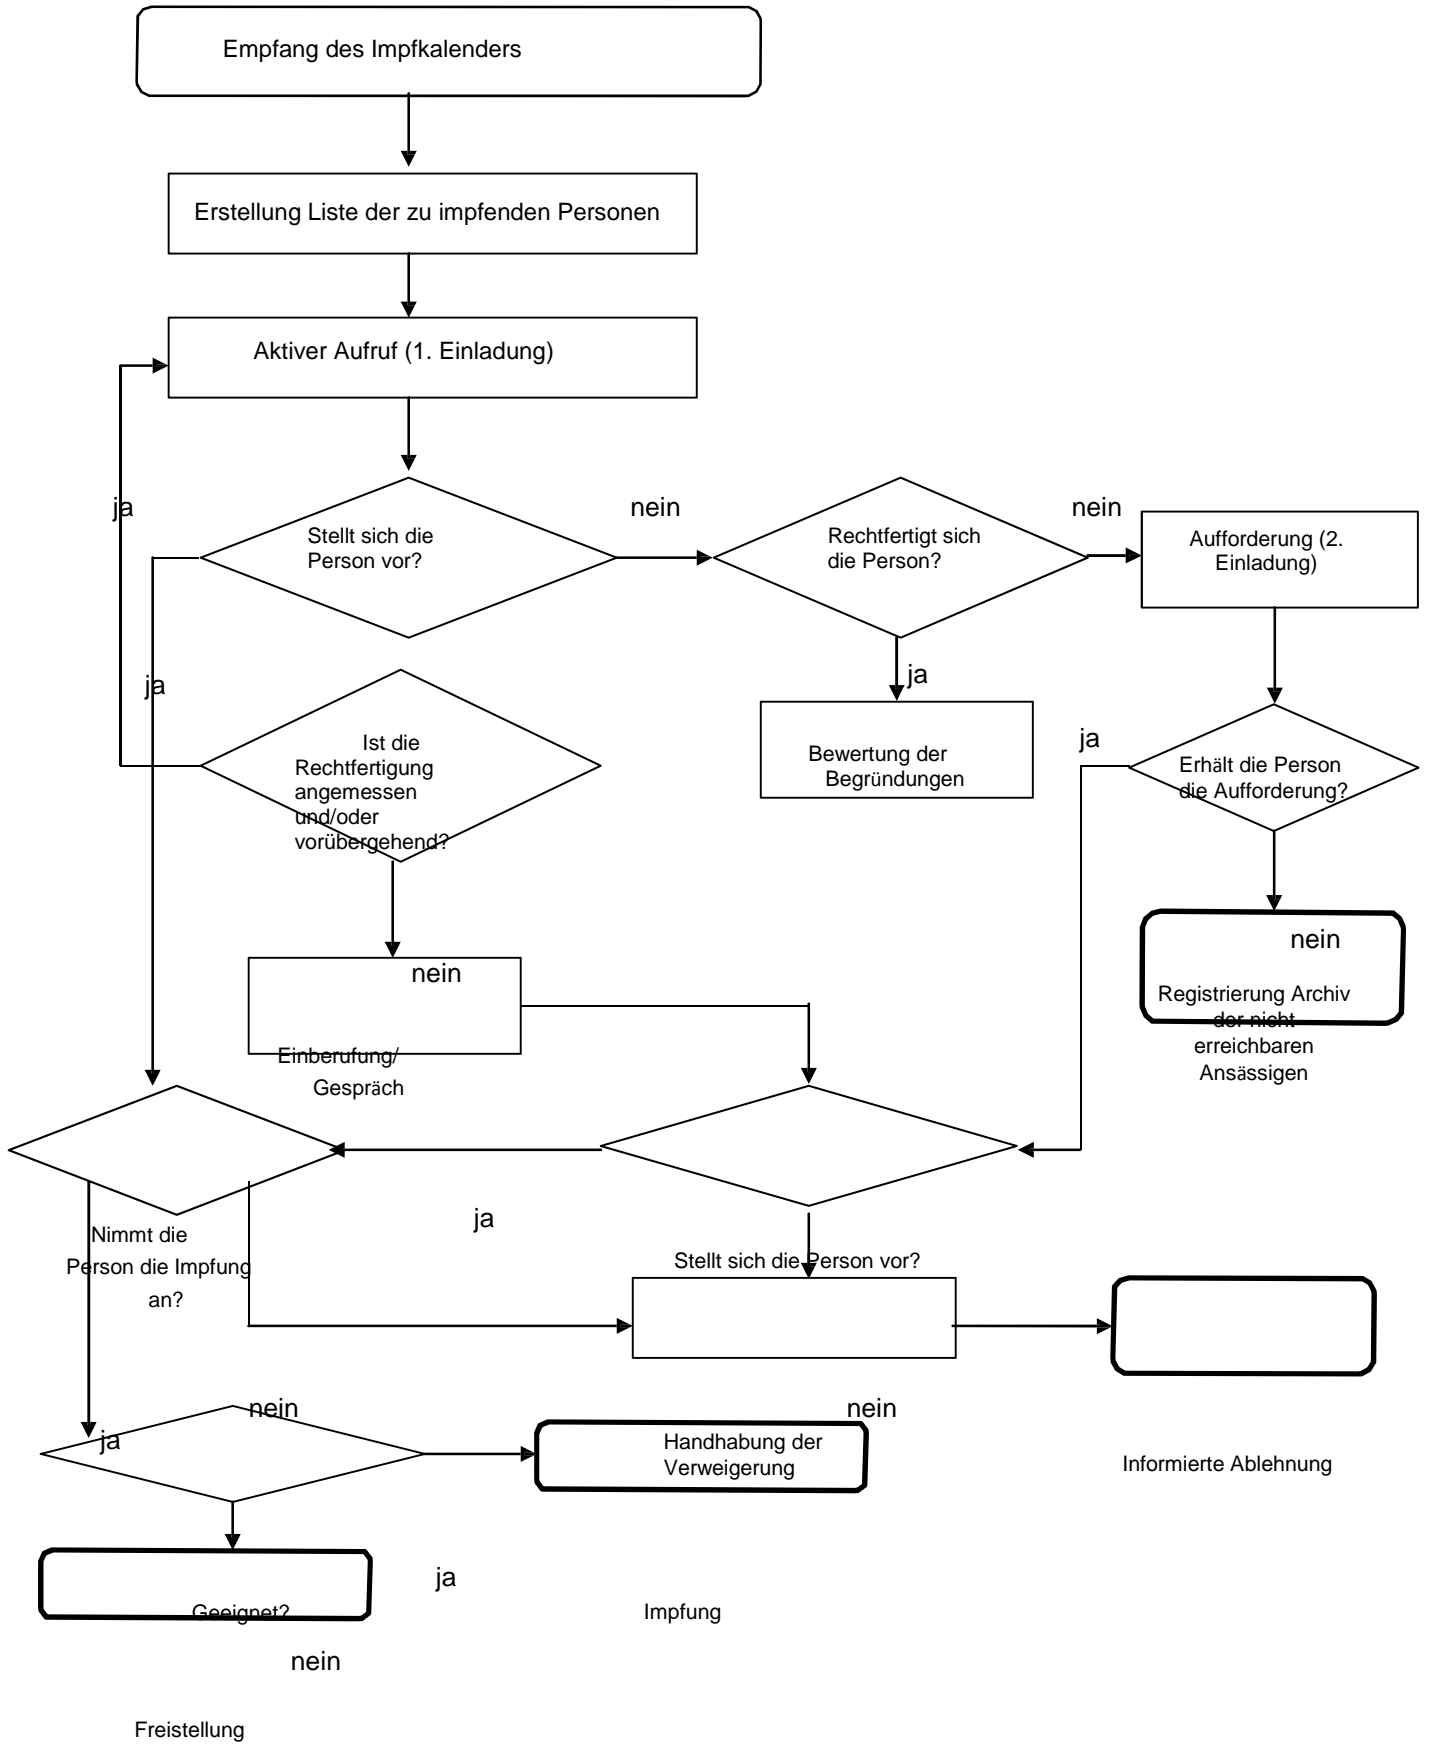 Empfang des Impfkalenders
Erstellung Liste der zu impfenden Personen
Aktiver Aufruf (1. Einladung)
ja
nein
nein
Stellt sich die
Person vor?
Rechtfertigt sich
die Person?
Aufforderung (2.
Einladung)
ja
ja
Ist die
Rechtfertigung
angemessen
und/oder
vorübergehend?
Bewertung der
Begründungen
ja
Erhält die Person
die Aufforderung?
nein
nein
Registrierung Archiv
der nicht
erreichbaren
Ansässigen
Einberufung/
Gespräch
ja
Nimmt die
Person die Impfung
an?
Stellt sich die Person vor?
nein
nein
ja
Handhabung der
Verweigerung
Informierte Ablehnung
ja
Geeignet?
Impfung
nein
Freistellung